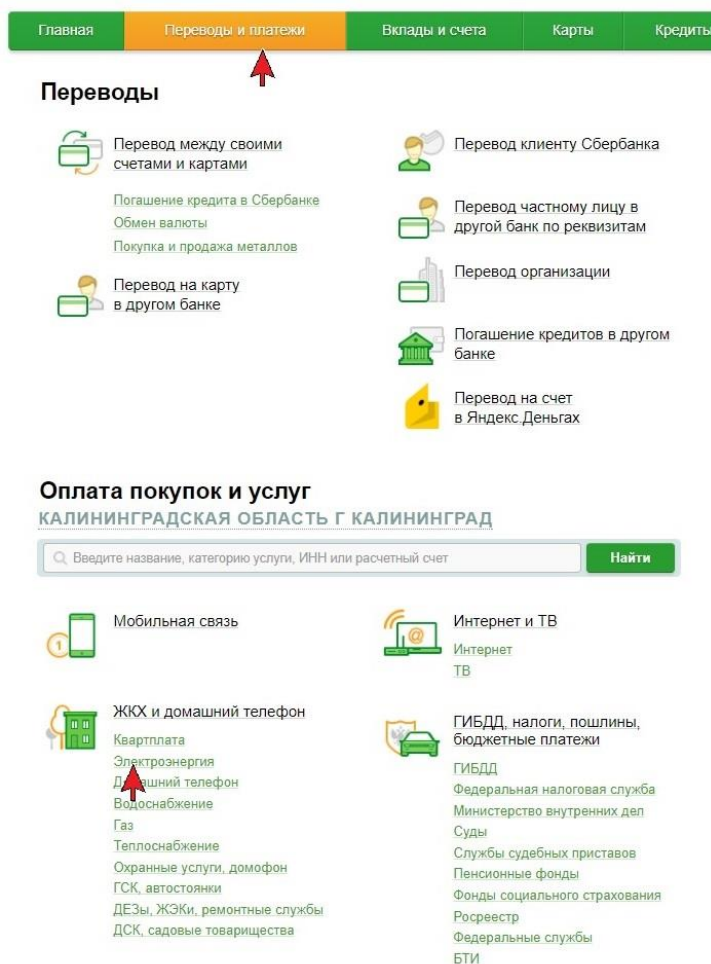 Главная Переводы и платежи Вклады и счета Карты Кредиты
Переводы
Перевод между своими
счетами и картами
Погашение кредита в Сбербанке
Обмен валюты
Покупка и продажа металлов
Перевод на карту
в другом банке
Перевод клиенту Сбербанка
Перевод частному лицу в
другой банк по реквизитам
Перевод организации
Погашение кредитов в другом
банке
Перевод на счет
в Яндекс.Деньгах
Оплата покупок и услуг
КАЛИНИНГРАДСКАЯ ОБЛАСТЬ Г КАЛИНИНГРАД
Введите название, категорию услуги, ИНН или расчетный счет Найти
Мобильная связь
Интернет и ТВ
Интернет
ТВ
ЖКХ и домашний телефон
Квартплата
Электроэнергия
Домашний телефон
Водоснабжение
Газ
Теплоснабжение
Охранные услуги, домофон
ГСК, автостоянки
ДЕЗы, ЖЭКи, ремонтные службы
ДСК, садовые товарищества
ГИБДД, налоги, пошлины,
бюджетные платежи
ГИБДД
Федеральная налоговая служба
Министерство внутренних дел
Суды
Службы судебных приставов
Пенсионные фонды
Фонды социального страхования
Росреестр
Федеральные службы
БТИ